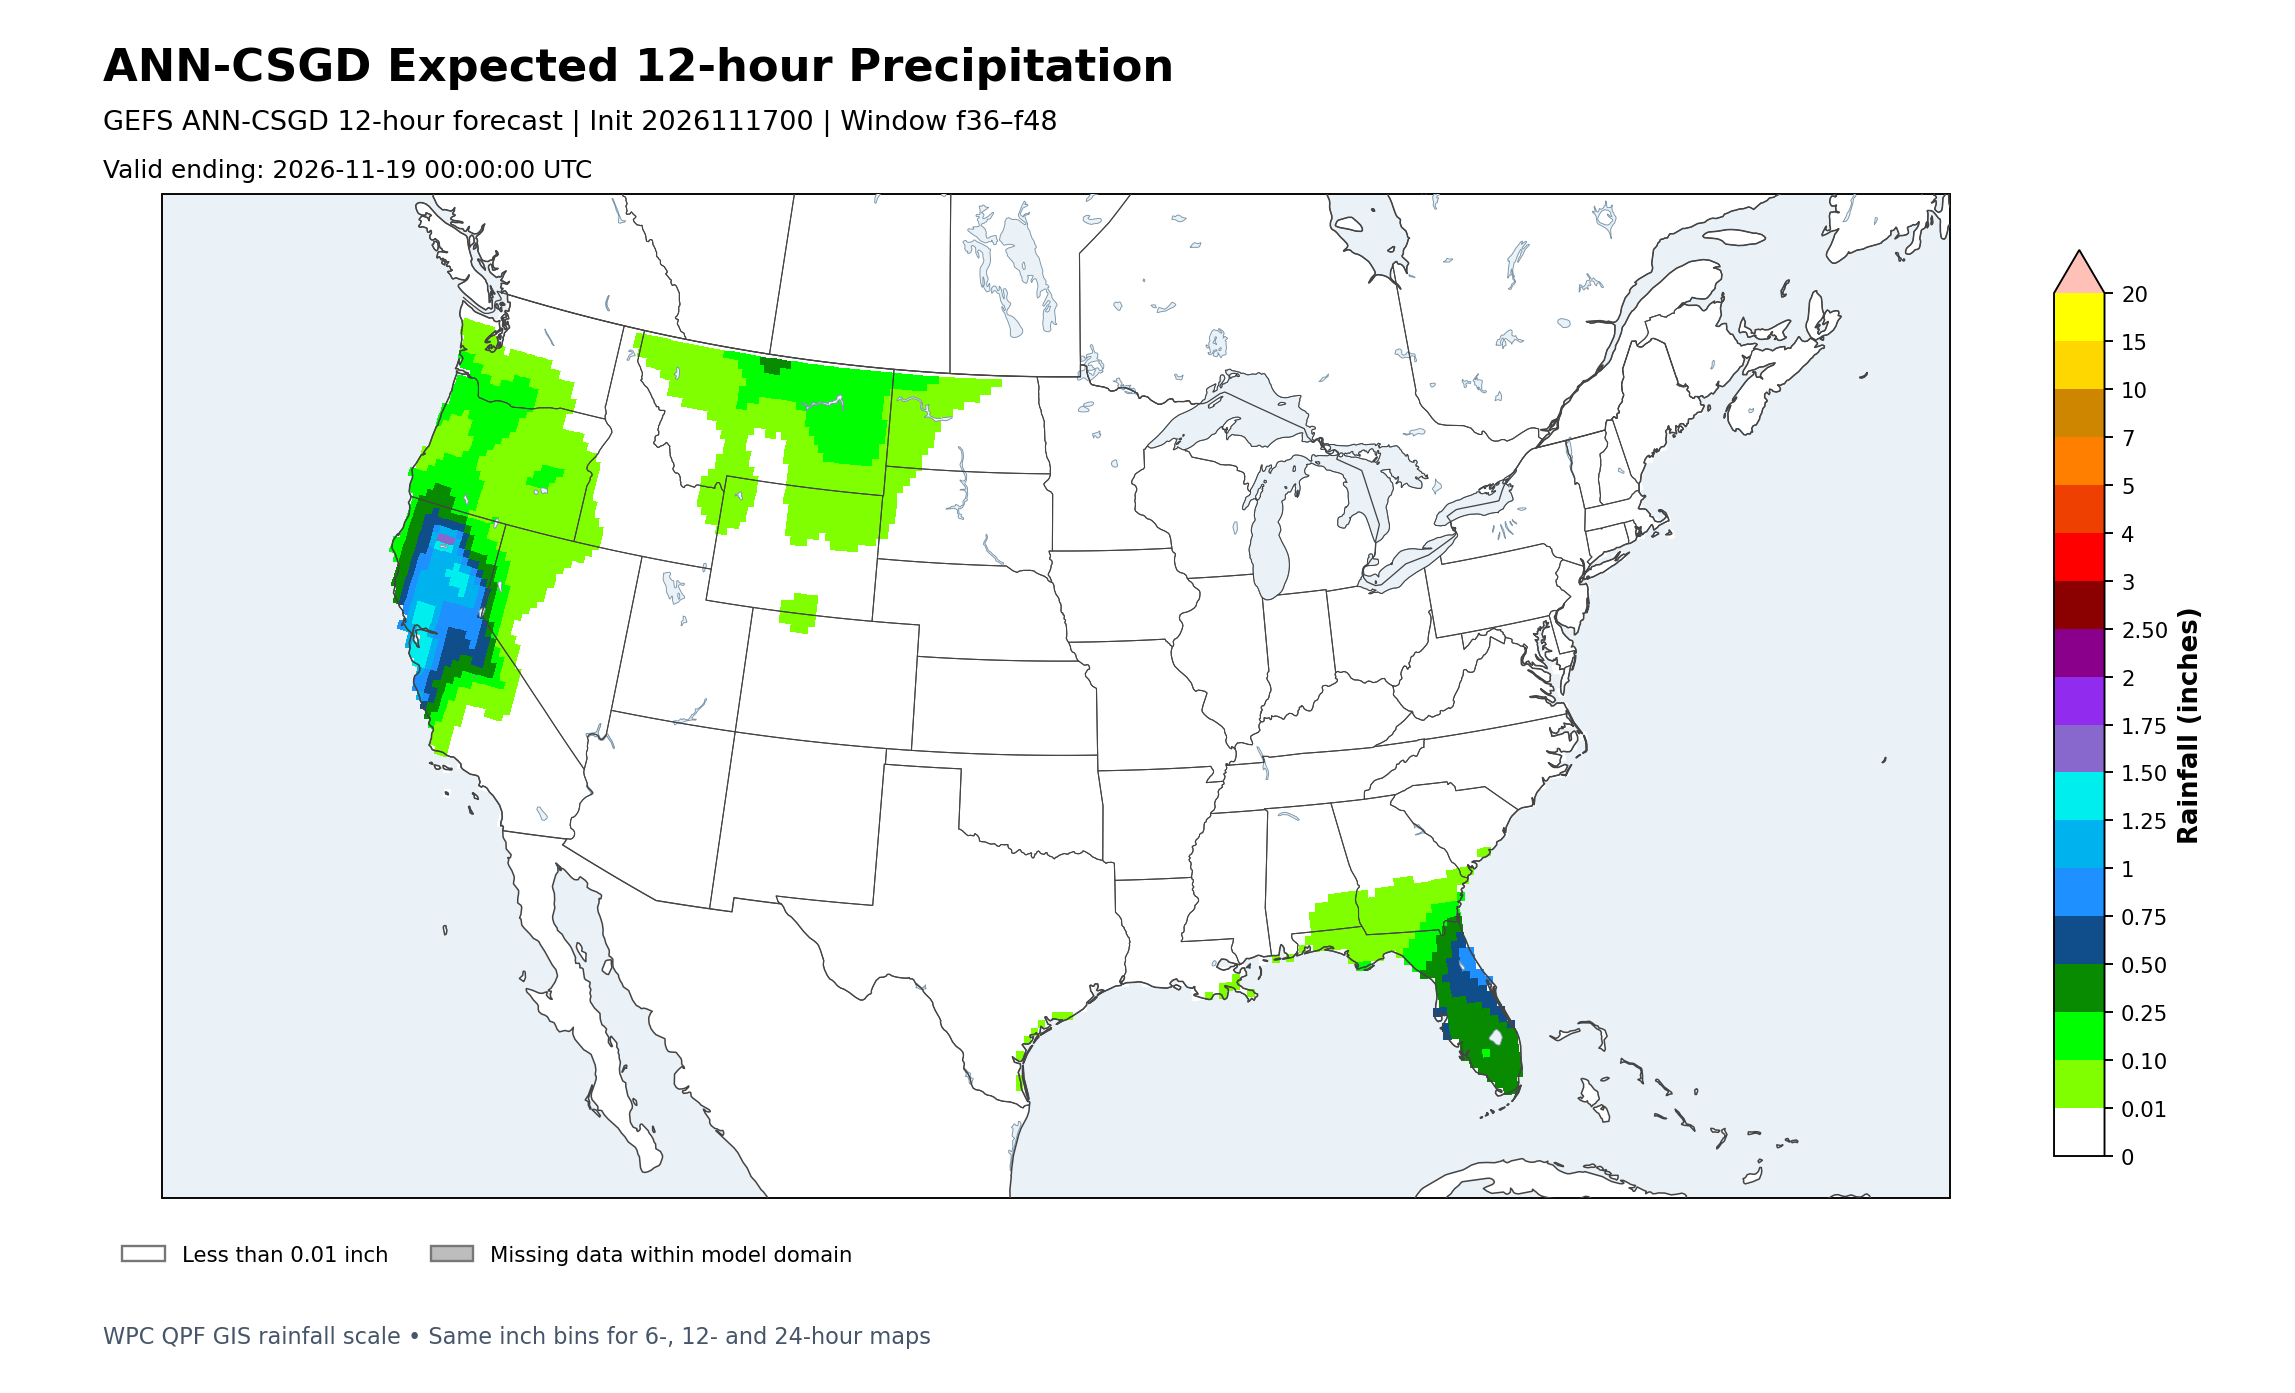 ANN-CSGD Expected 12-hour Precipitation
GEFS ANN-CSGD 12-hour forecast | Init 2026111700 | Window f36–f48
Valid ending: 2026-11-19 00:00:00 UTC
20
15
10
7
5
4
3
2.50
2
1.75
1.50
1.25
1
0.75
0.50
0.25
0.10
0.01
0
Rainfall (inches)
Less than 0.01 inch
Missing data within model domain
WPC QPF GIS rainfall scale • Same inch bins for 6-, 12- and 24-hour maps